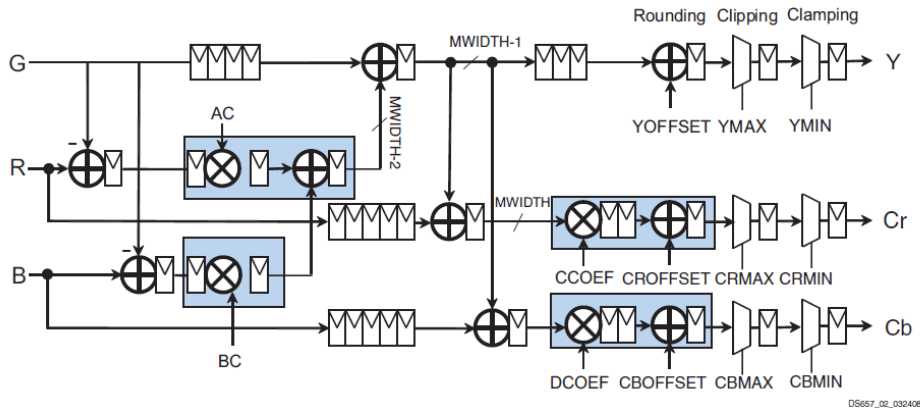 Rounding Clipping Clamping
G
MWIDTH-1
Y
AC
MWIDTH-2
YOFFSET YMAX YMIN
–
R
MWIDTH
Cr
–
CCOEF CROFFSET CRMAX CRMIN
B
Cb
BC
DCOEF CBOFFSET CBMAX CBMIN
DS657_02_032408